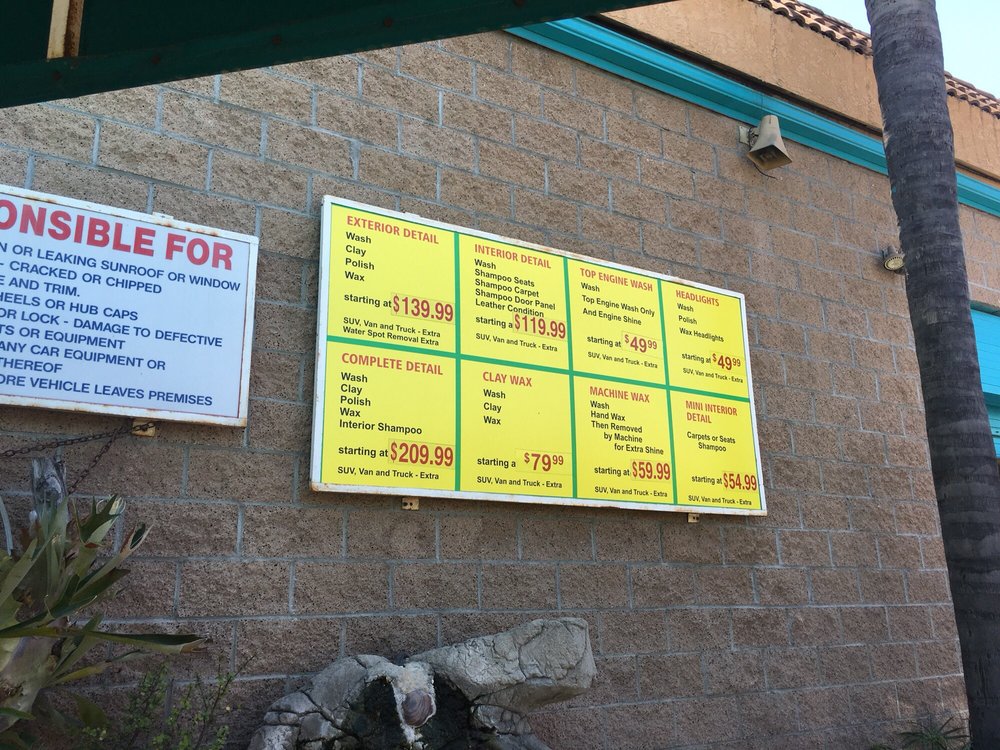 ONSIBLE FOR
N OR LEAKING SUNROOF OR WINDOW
- CRACKED OR CHIPPED
E AND TRIM.
HEELS OR HUB CAPS
OR LOCK - DAMAGE TO DEFECTIVE
TS OR EQUIPMENT
ANY CAR EQUIPMENT OR
THEREOF
ORE VEHICLE LEAVES PREMISES
EXTERIOR DETAIL
Wash
Clay
Polish
Wax
starting at $139.99
SUV, Van and Truck - Extra
Water Spot Removal Extra
INTERIOR DETAIL
Wash
Shampoo Seats
Shampoo Carpet
Shampoo Door Panel
Leather Condition
starting a $119.99
SUV, Van and Truck - Extra
TOP ENGINE WASH
Wash
Top Engine Wash Only
And Engine Shine
starting at $49 99
SUV, Van and Truck - Extra
HEADLIGHTS
Wash
Polish
Wax Headlights
starting at $49 99
SUV, Van and Truck - Extra
COMPLETE DETAIL
Wash
Clay
Polish
Wax
Interior Shampoo
starting at $209.99
SUV, Van and Truck - Extra
CLAY WAX
Wash
Clay
Wax
starting a $79 99
SUV, Van and Truck - Extra
MACHINE WAX
Wash
Hand Wax
Then Removed
by Machine
for Extra Shine
starting at $59.99
SUV, Van and Truck - Extra
MINI INTERIOR
DETAIL
Carpets or Seats
Shampoo
starting at $54.99
SUV, Van and Truck - Extra